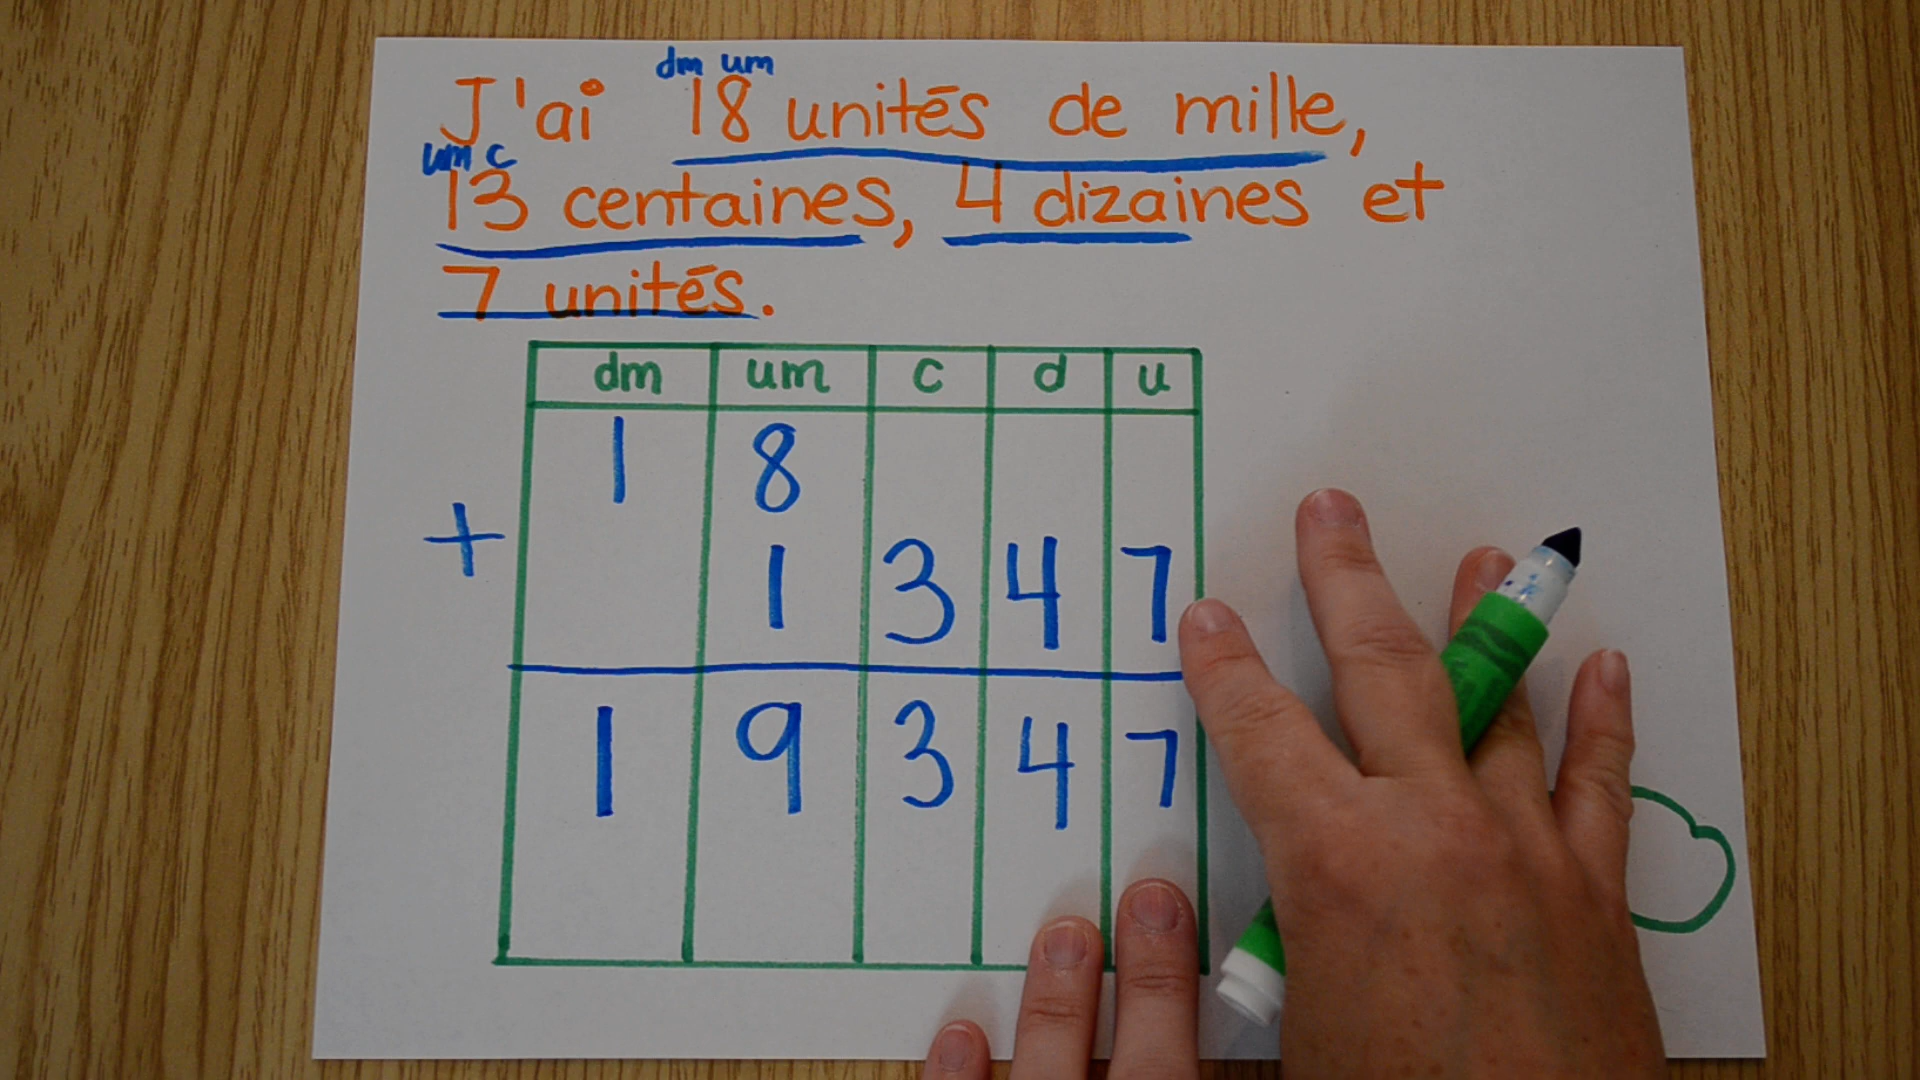 dm um
J'ai 18 unités de mille,
um c
13 centaines, 4 dizaines et
7 unités.
dm um c d u
1 8
+ 1 3 4 7
1 9 3 4 7